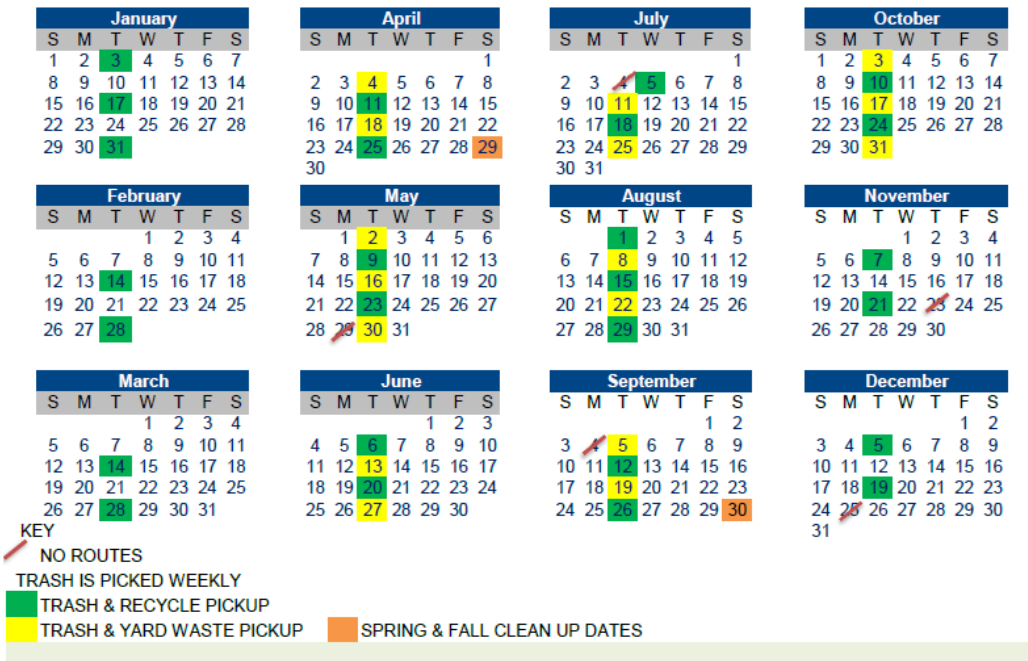 January April July October
S M T W T F S S M T W T F S S M T W T F S S M T W T F S
1 2 3 4 5 6 7 1 1 1 2 3 4 5 6 7
8 9 10 11 12 13 14 2 3 4 5 6 7 8 2 3 4 5 6 7 8 8 9 10 11 12 13 14
15 16 17 18 19 20 21 9 10 11 12 13 14 15 9 10 11 12 13 14 15 15 16 17 18 19 20 21
22 23 24 25 26 27 28 16 17 18 19 20 21 22 16 17 18 19 20 21 22 22 23 24 25 26 27 28
29 30 31 23 24 25 26 27 28 29 23 24 25 26 27 28 29 29 30 31
30 30 31
February May August November
S M T W T F S S M T W T F S S M T W T F S S M T W T F S
1 2 3 4 1 2 3 4 5 6 1 2 3 4 5 1 2 3 4
5 6 7 8 9 10 11 7 8 9 10 11 12 13 6 7 8 9 10 11 12 5 6 7 8 9 10 11
12 13 14 15 16 17 18 14 15 16 17 18 19 20 13 14 15 16 17 18 19 12 13 14 15 16 17 18
19 20 21 22 23 24 25 21 22 23 24 25 26 27 20 21 22 23 24 25 26 19 20 21 22 23 24 25
26 27 28 28 29 30 31 27 28 29 30 31 26 27 28 29 30
March June September December
S M T W T F S S M T W T F S S M T W T F S S M T W T F S
1 2 3 4 1 2 3 1 2 1 2
5 6 7 8 9 10 11 4 5 6 7 8 9 10 3 4 5 6 7 8 9 3 4 5 6 7 8 9
12 13 14 15 16 17 18 11 12 13 14 15 16 17 10 11 12 13 14 15 16 10 11 12 13 14 15 16
19 20 21 22 23 24 25 18 19 20 21 22 23 24 17 18 19 20 21 22 23 17 18 19 20 21 22 23
26 27 28 29 30 31 25 26 27 28 29 30 24 25 26 27 28 29 30 24 25 26 27 28 29 30
31
KEY
NO ROUTES
TRASH IS PICKED WEEKLY
TRASH & RECYCLE PICKUP
TRASH & YARD WASTE PICKUP SPRING & FALL CLEAN UP DATES